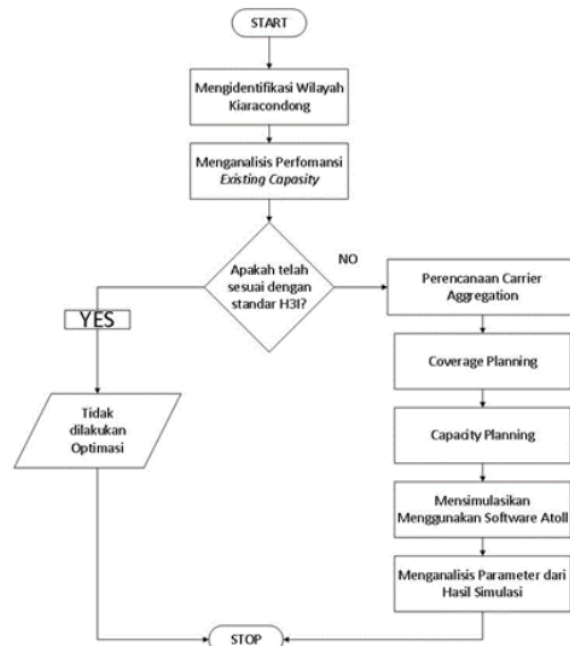 START
Mengidentifikasi Wilayah
Kiaracondong
Menganalisis Perfomansi
Existing Capacity
Apakah telah
sesuai dengan
standar H3I?
NO
YES
Perencanaan Carrier
Aggregation
Coverage Planning
Tidak
dilakukan
Optimasi
Capacity Planning
Mensimulasikan
Menggunakan Software Atoll
Menganalisis Parameter dari
Hasil Simulasi
STOP